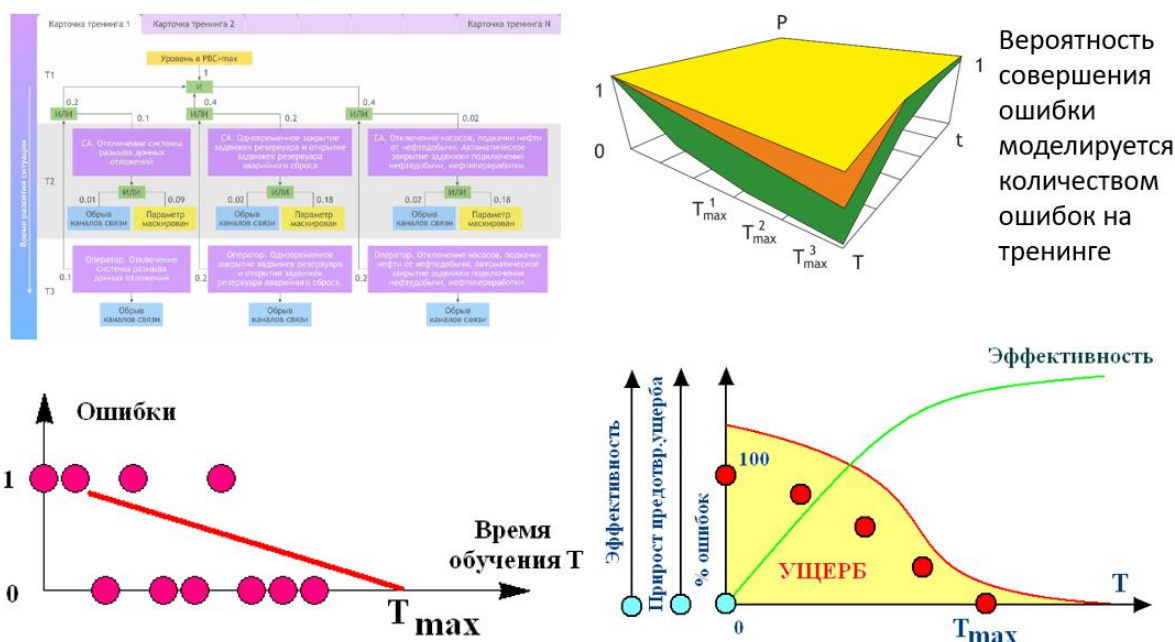 Карточка тренинга 1
Карточка тренинга 2
Карточка тренинга N
Уровень в РВС>max
T1
1
И
0.2
0.4
0.4
ИЛИ
ИЛИ
ИЛИ
0.1
0.2
0.02
СА. Отключение системы
размыва донных
отложений
СА. Одновременное закрытие
задвижек резервуара и открытие
задвижек резервуара
аварийного сброса
СА. Отключение насосов, подкачки нефти
от нефтедобычи. Автоматическое
закрытие задвижки подключения
нефтедобычи, нефтепереработки.
T2
ИЛИ
ИЛИ
ИЛИ
0.01
0.09
0.02
0.18
0.02
0.18
Обрыв
каналов связи
Параметр
маскирован
Обрыв
каналов связи
Параметр
маскирован
Обрыв
каналов связи
Параметр
маскирован
Время развития ситуации
Оператор. Отключение
системы размыва
донных отложений
Оператор. Одновременное
закрытие задвижек резервуара
и открытие задвижек
резервуара аварийного сброса.
Оператор. Отключение насосов, подкачки
нефти от нефтедобычи. Автоматическое
закрытие задвижки подключения
нефтедобычи, нефтепереработки.
0.1
0.2
0.2
T3
Обрыв
каналов связи
Обрыв
каналов связи
Обрыв
каналов связи
P
1
0
1
t
T¹max
T²max
T³max
T
Вероятность
совершения
ошибки
моделируется
количеством
ошибок на
тренинге
Ошибки
1
0
Время
обучения T
Tmax
Эффективность
Эффективность
Прирост предотвр.ущерба
% ошибок
100
УЩЕРБ
T
0
Tmax